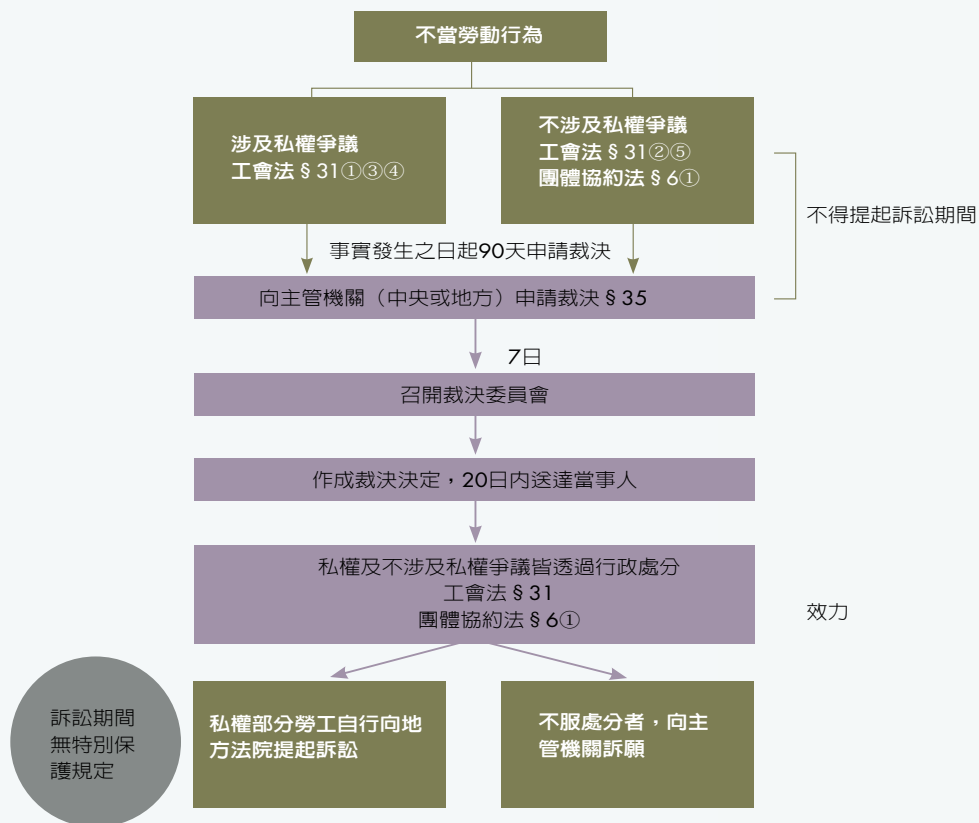 不當勞動行為
涉及私權爭議
工會法§31①③④
不涉及私權爭議
工會法§31②⑤
團體協約法§6①
不得提起訴訟期間
事實發生之日起90天申請裁決
向主管機關（中央或地方）申請裁決§35
7日
召開裁決委員會
作成裁決決定，20日內送達當事人
私權及不涉及私權爭議皆透過行政處分
工會法§31
團體協約法§6①
效力
訴訟期間
無特別保
護規定
私權部分勞工自行向地
方法院提起訴訟
不服處分者，向主
管機關訴願